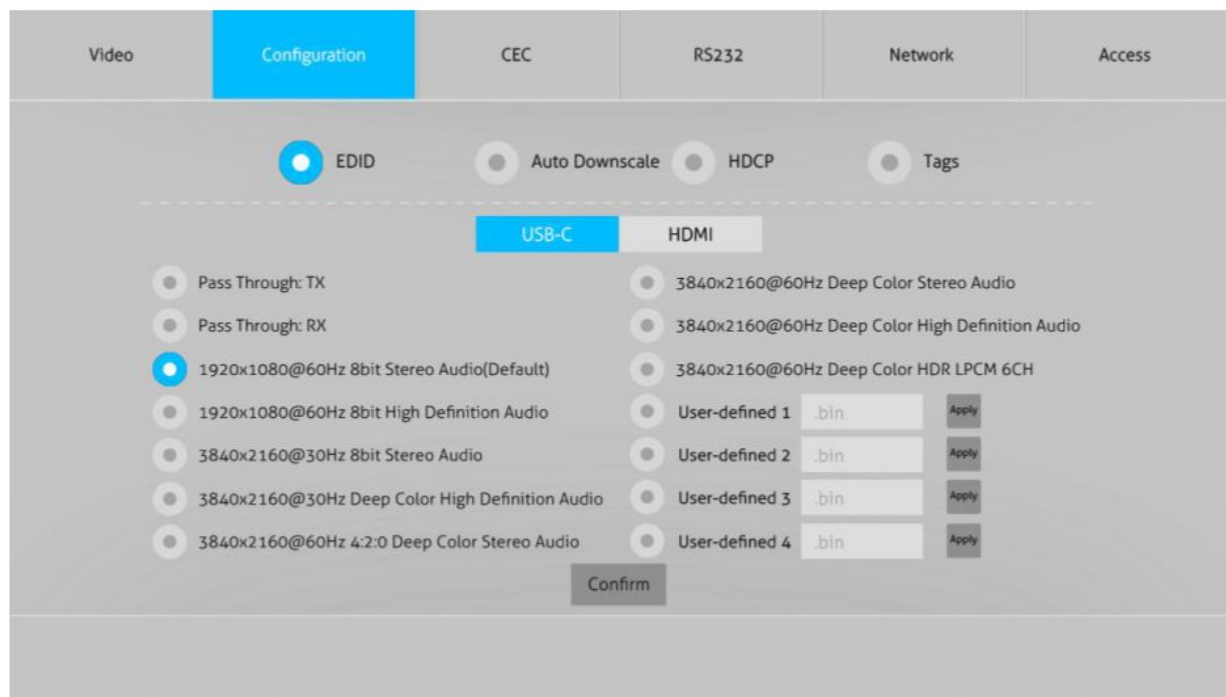 Video Configuration CEC RS232 Network Access
EDID Auto Downscale HDCP Tags
USB-C HDMI
Pass Through: TX
Pass Through: RX
1920x1080@60Hz 8bit Stereo Audio(Default)
1920x1080@60Hz 8bit High Definition Audio
3840x2160@30Hz 8bit Stereo Audio
3840x2160@30Hz Deep Color High Definition Audio
3840x2160@60Hz 4:2:0 Deep Color Stereo Audio
3840x2160@60Hz Deep Color Stereo Audio
3840x2160@60Hz Deep Color High Definition Audio
3840x2160@60Hz Deep Color HDR LPCM 6CH
User-defined 1 .bin Apply
User-defined 2 .bin Apply
User-defined 3 .bin Apply
User-defined 4 .bin Apply
Confirm